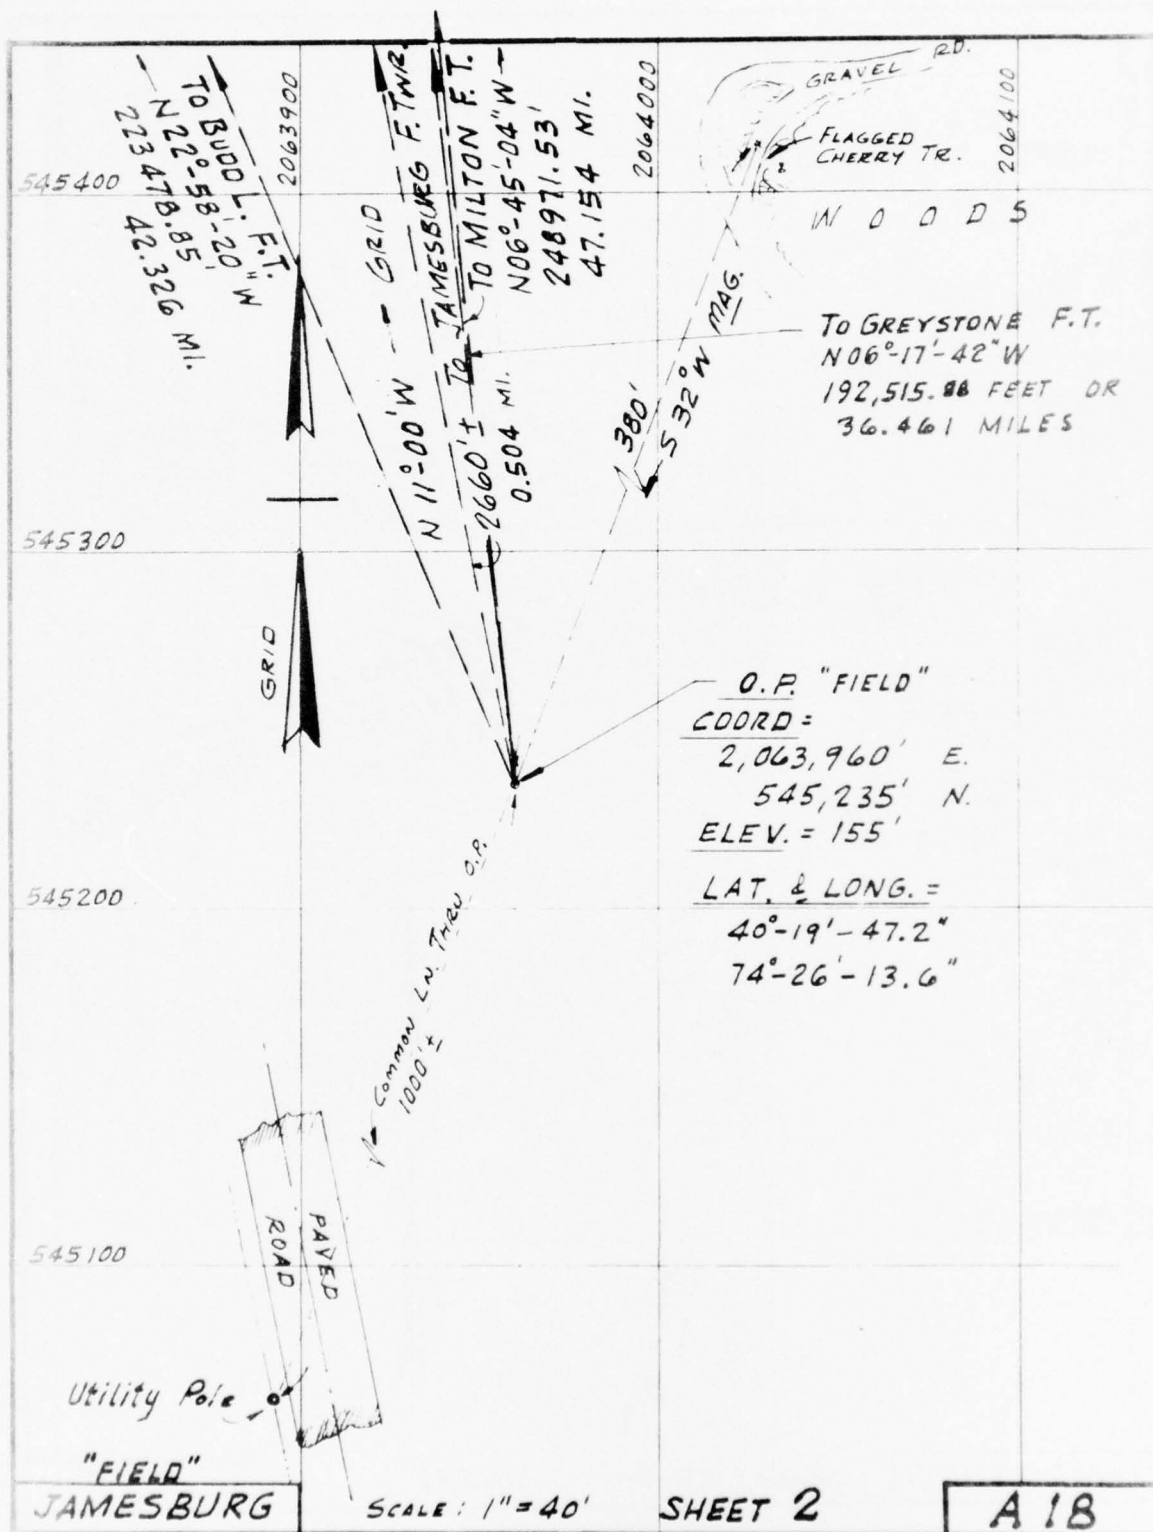 TO BUDD L. F.T.
N 22°-58'-20"W
223478.85'
42.326 MI.
2063900
GRID
N 11°-00' W
TO JAMESBURG F. TWR.
2660'±
0.504 MI.
TO MILTON F.T.
N06°-45'-04"W
248971.53'
47.154 MI.
2064000
GRAVEL RD.
2064100
FLAGGED
CHERRY TR.
WOODS
545400
380'
S 32° W MAG.
TO GREYSTONE F.T.
N 06°-17'-42"W
192,515.88 FEET OR
36.461 MILES
545300
GRID
O.P. "FIELD"
COORD =
2,063,960' E.
545,235' N.
ELEV. = 155'
LAT. & LONG. =
40°-19'-47.2"
74°-26'-13.6"
545200
COMMON LN. THRU O.P.
1000'±
545100
PAVED
ROAD
Utility Pole
"FIELD"
JAMESBURG
SCALE: 1"=40'
SHEET 2
A 18